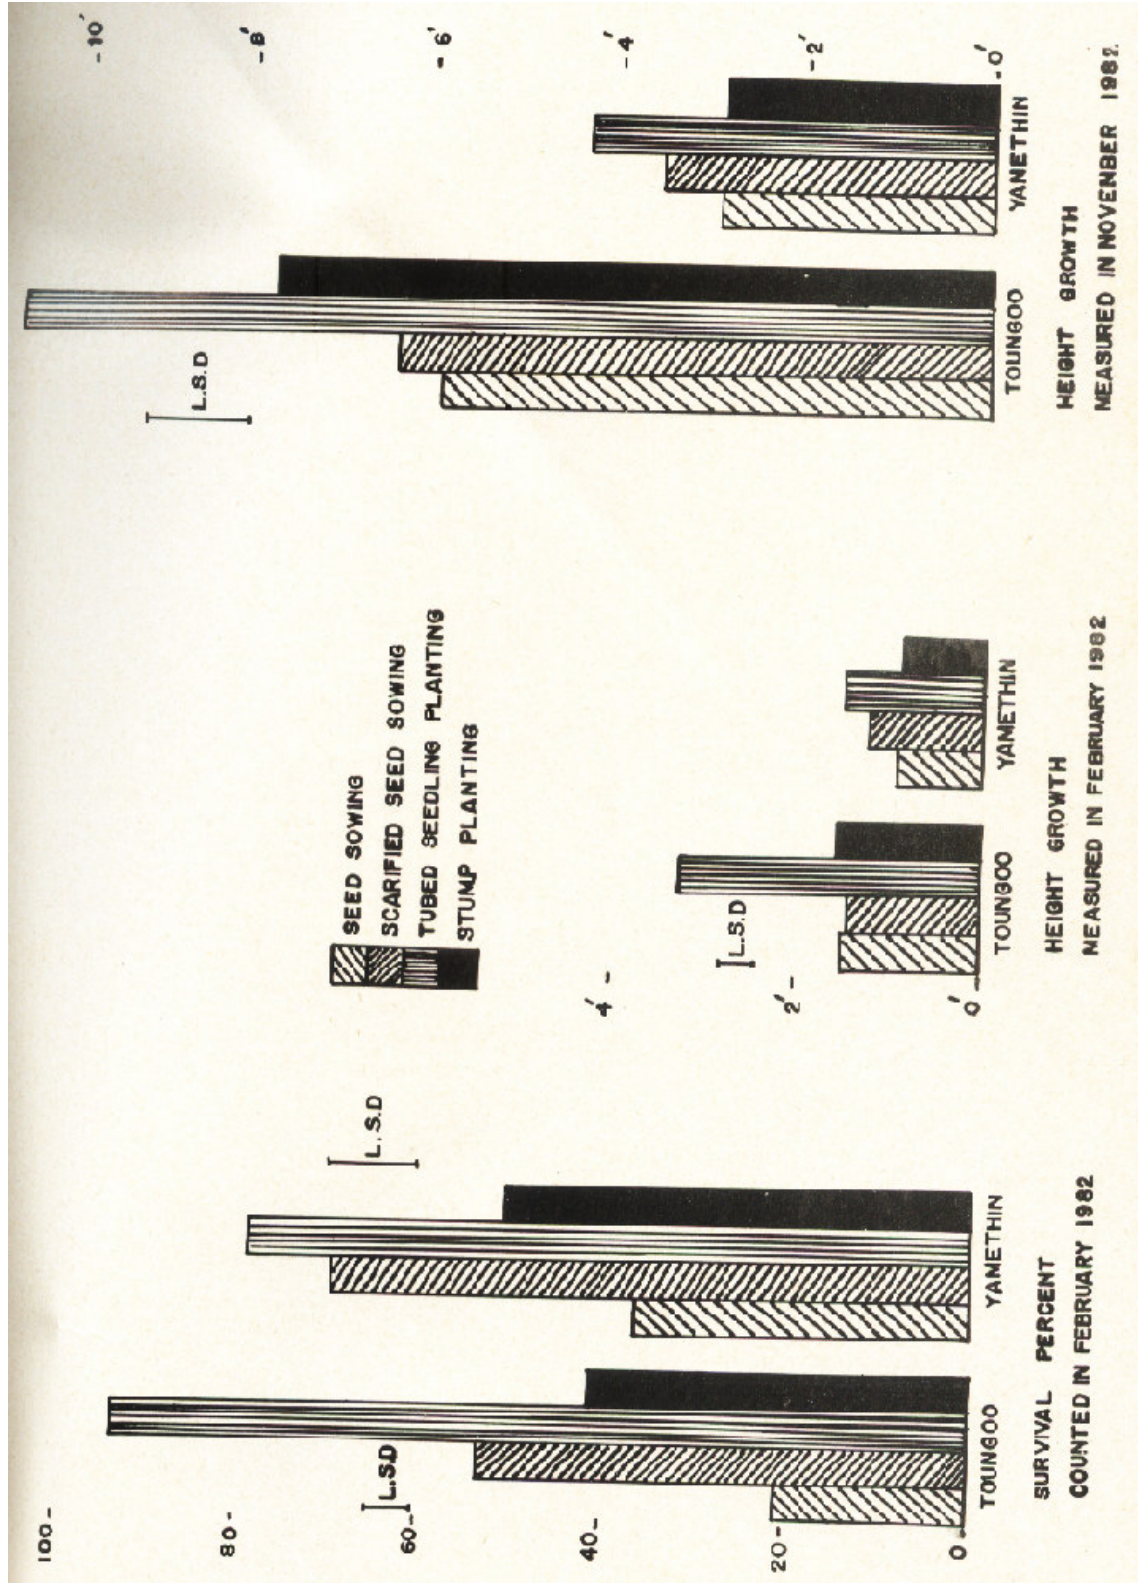 100-
80-
60-
40-
20-
0-
L.S.D
L.S.D
TOUNGOO
YAMETHIN
SURVIVAL PERCENT
COUNTED IN FEBRUARY 1982
SEED SOWING
SCARIFIED SEED SOWING
TUBED SEEDLING PLANTING
STUMP PLANTING
4' -
2' -
0' -
L.S.D
TOUNGOO
YAMETHIN
HEIGHT GROWTH
MEASURED IN FEBRUARY 1982
-10'
-8'
-6'
-4'
-2'
-0'
L.S.D
TOUNGOO
YANETHIN
HEIGHT GROWTH
MEASURED IN NOVENBER 1982.